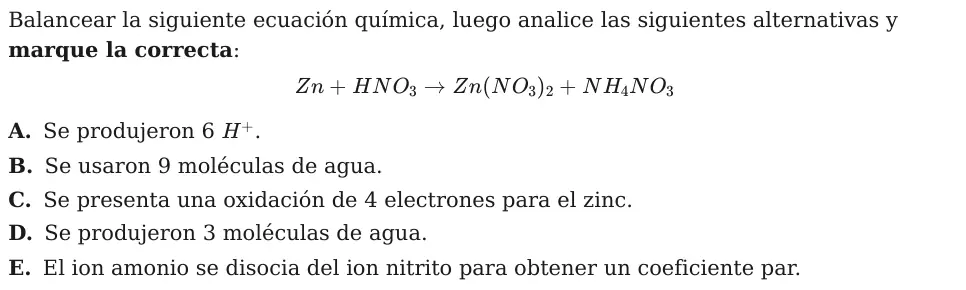 Balancear la siguiente ecuación química, luego analice las siguientes alternativas y
marque la correcta:
Zn + HNO₃ → Zn(NO₃)₂ + NH₄NO₃
A. Se produjeron 6 H⁺.
B. Se usaron 9 moléculas de agua.
C. Se presenta una oxidación de 4 electrones para el zinc.
D. Se produjeron 3 moléculas de agua.
E. El ion amonio se disocia del ion nitrito para obtener un coeficiente par.